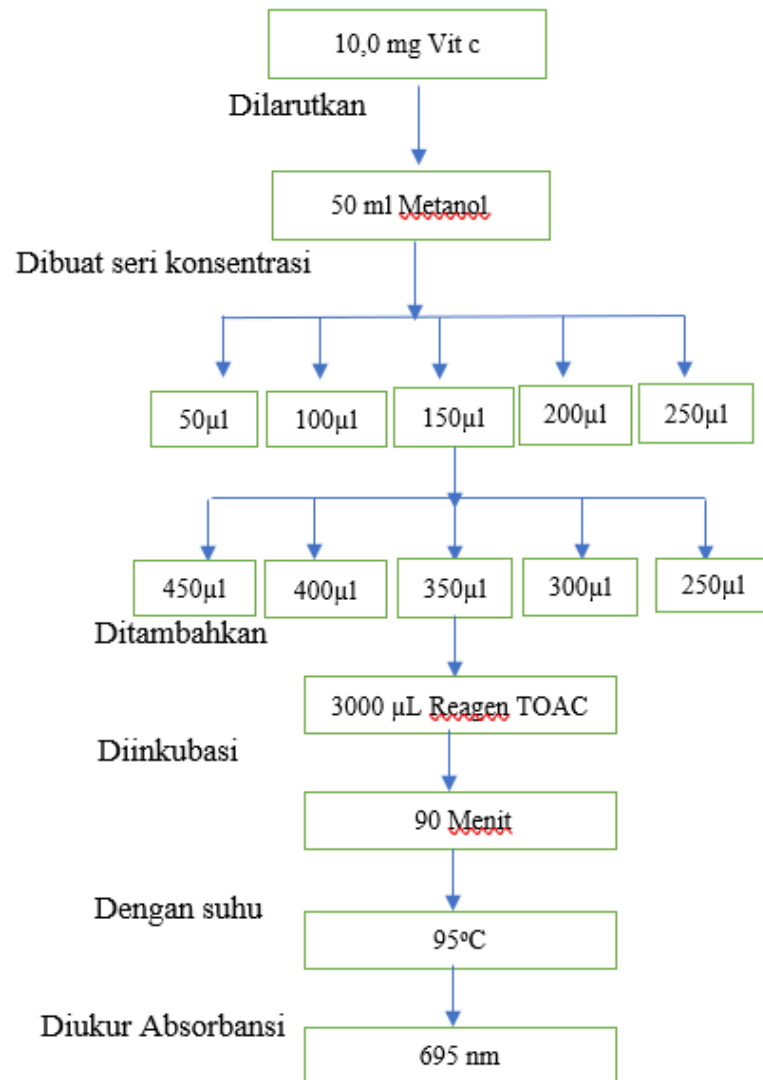 10,0 mg Vit c
Dilarutkan
50 ml Metanol
Dibuat seri konsentrasi
50µl 100µl 150µl 200µl 250µl
450µl 400µl 350µl 300µl 250µl
Ditambahkan
3000 µL Reagen TOAC
Diinkubasi
90 Menit
Dengan suhu
95°C
Diukur Absorbansi
695 nm